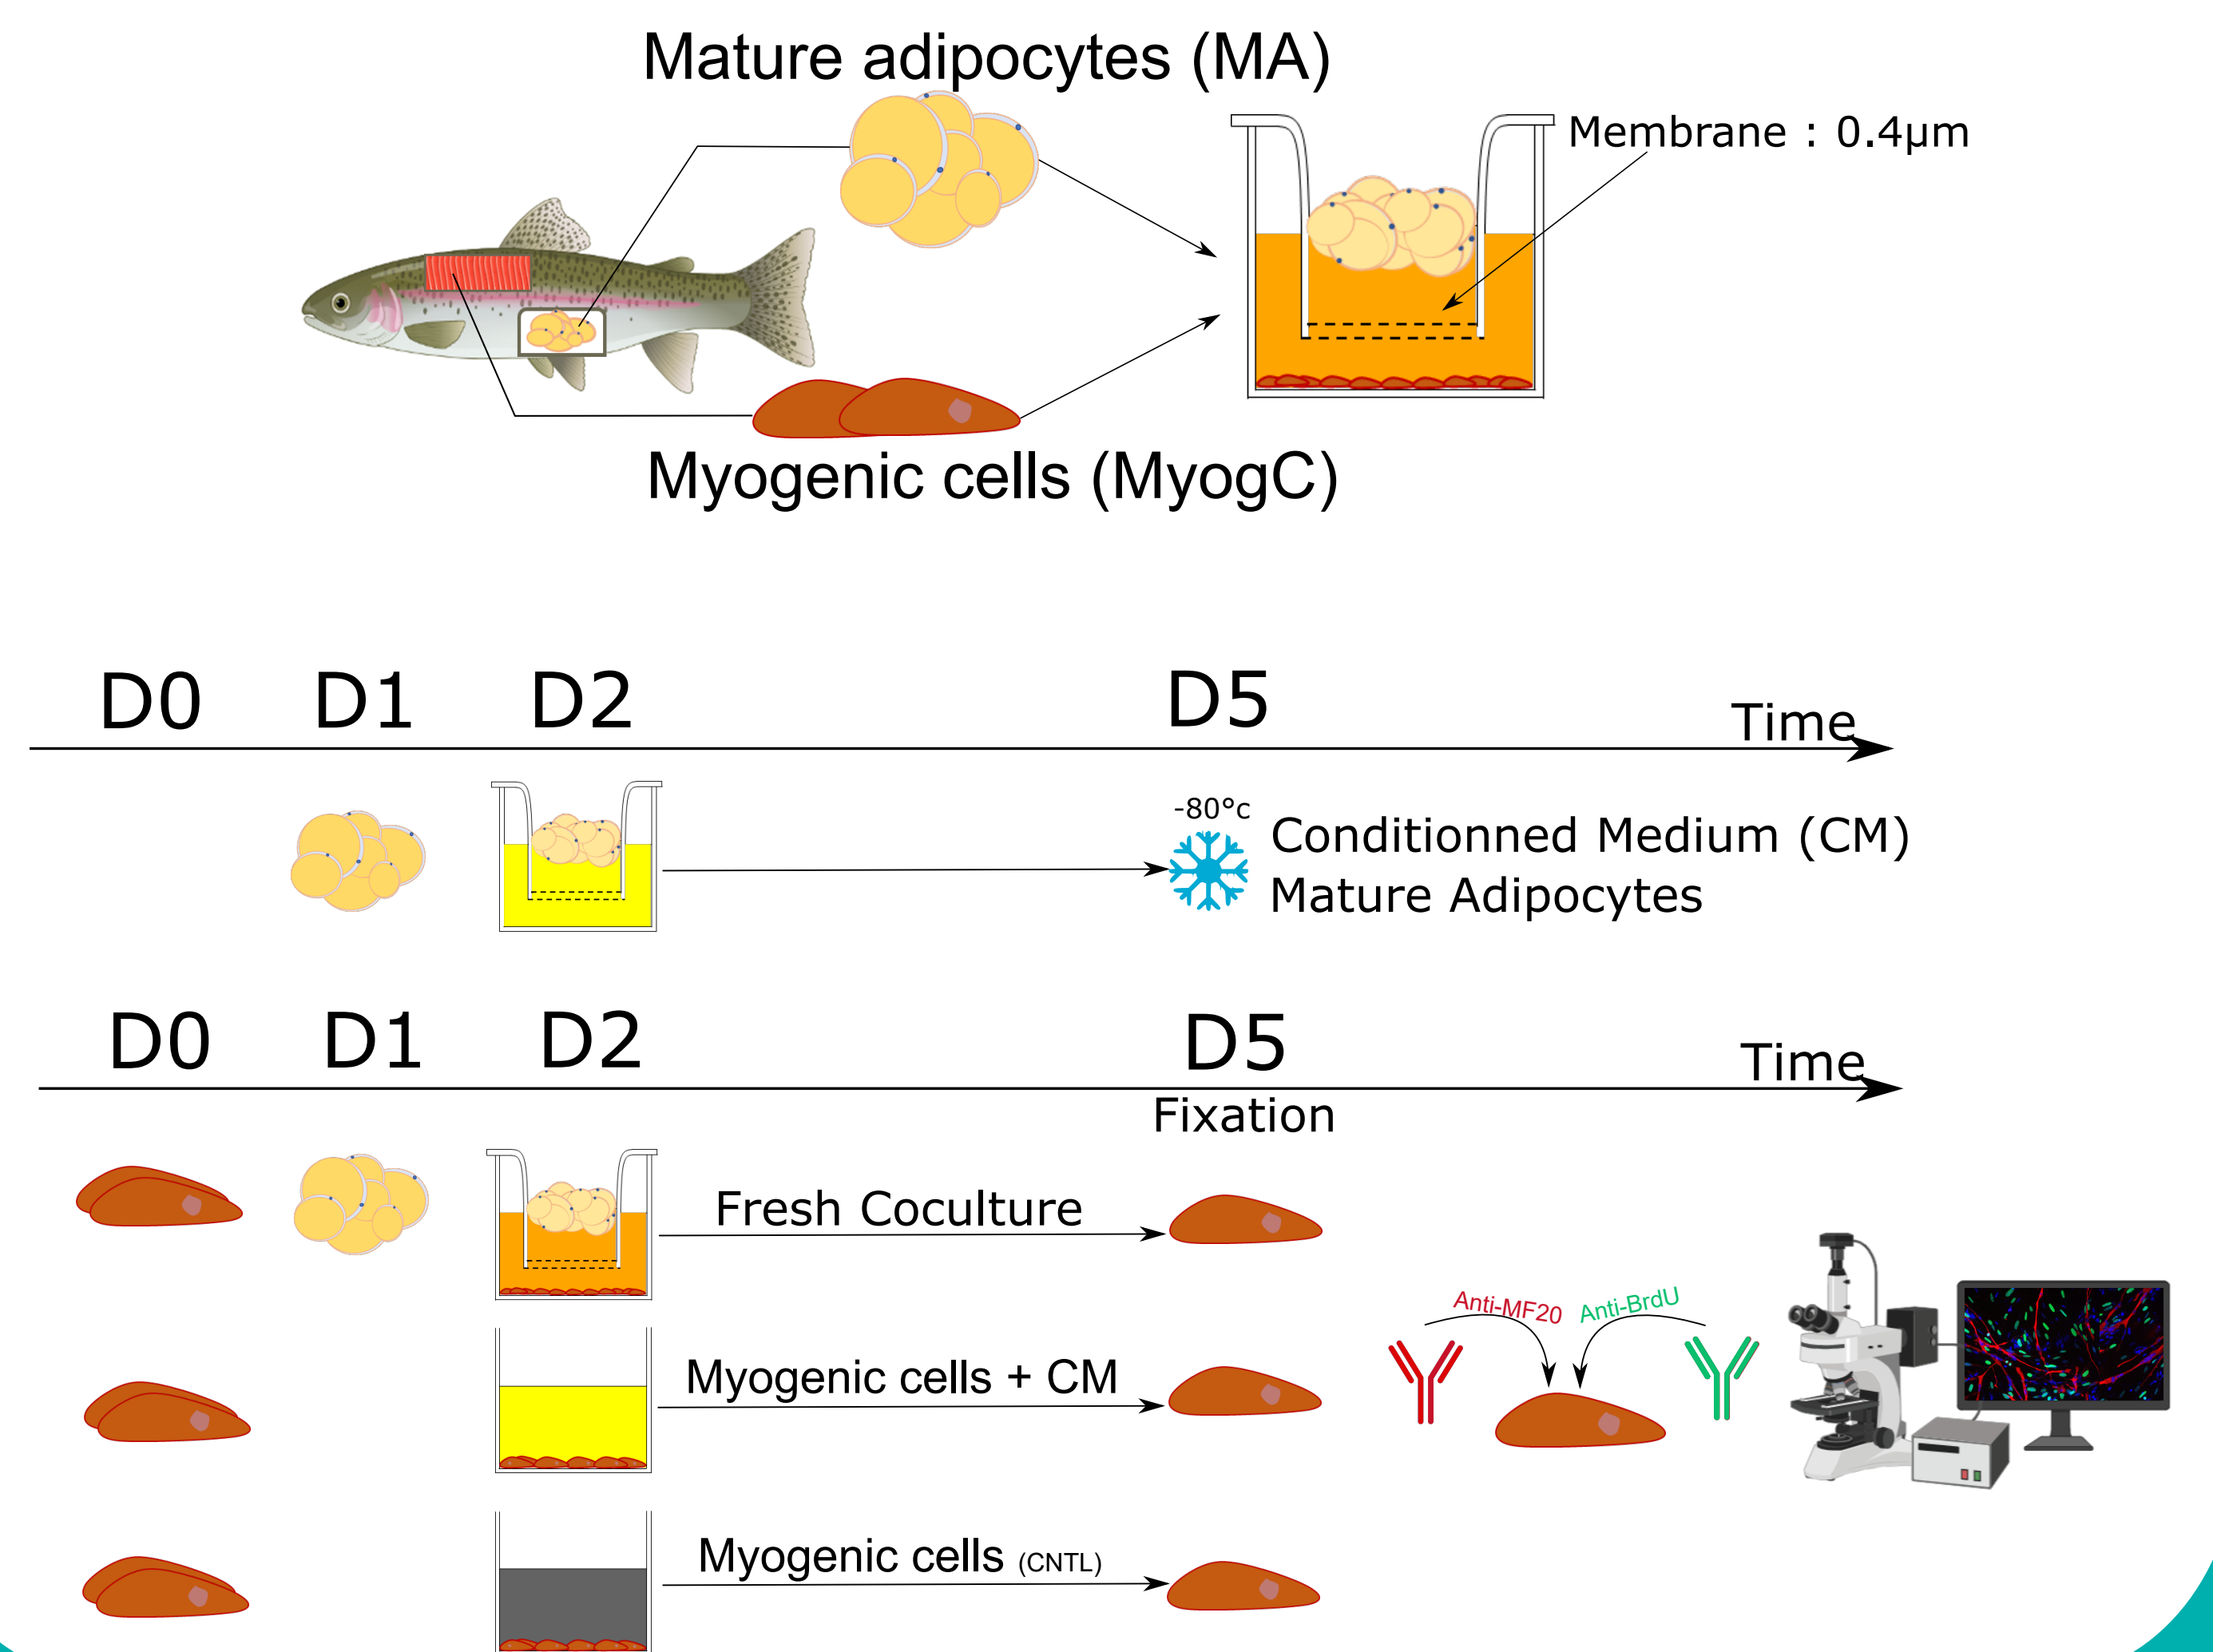 Mature adipocytes (MA)
Membrane : 0.4µm
Myogenic cells (MyogC)
D0 D1 D2 D5
Time
-80°c
Conditionned Medium (CM)
Mature Adipocytes
D0 D1 D2 D5
Time
Fixation
Fresh Coculture
Anti-MF20 Anti-BrdU
Myogenic cells + CM
Myogenic cells (CNTL)